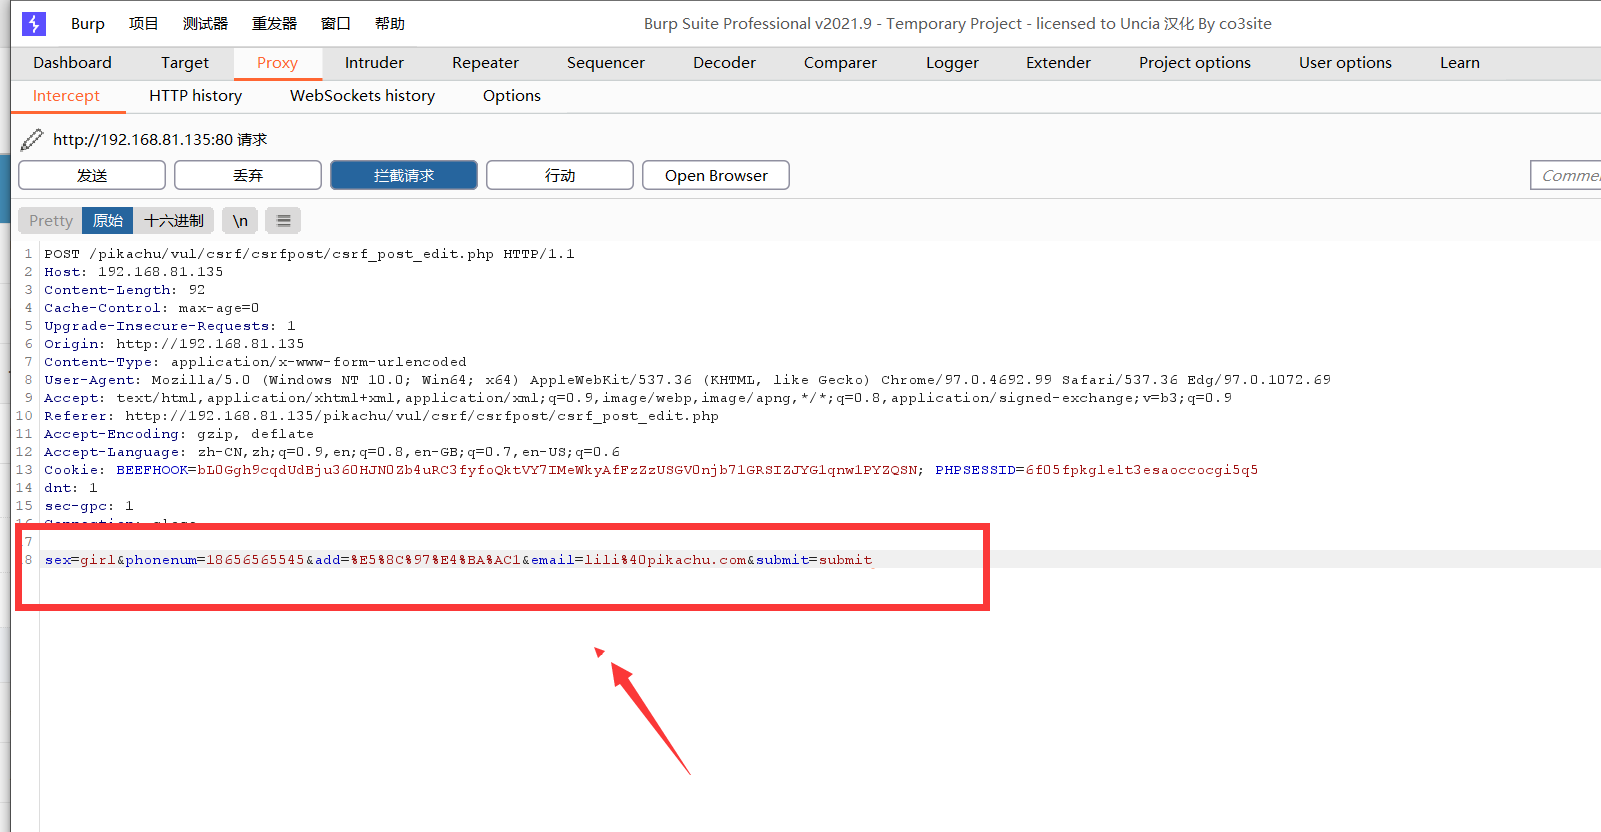 Burp 项目 测试器 重发器 窗口 帮助 Burp Suite Professional v2021.9 - Temporary Project - licensed to Uncia 汉化 By co3site
Dashboard Target Proxy Intruder Repeater Sequencer Decoder Comparer Logger Extender Project options User options Learn
Intercept HTTP history WebSockets history Options
http://192.168.81.135:80 请求
发送 丢弃 拦截请求 行动 Open Browser Commen
Pretty 原始 十六进制 \n
1 POST /pikachu/vul/csrf/csrfpost/csrf_post_edit.php HTTP/1.1
2 Host: 192.168.81.135
3 Content-Length: 92
4 Cache-Control: max-age=0
5 Upgrade-Insecure-Requests: 1
6 Origin: http://192.168.81.135
7 Content-Type: application/x-www-form-urlencoded
8 User-Agent: Mozilla/5.0 (Windows NT 10.0; Win64; x64) AppleWebKit/537.36 (KHTML, like Gecko) Chrome/97.0.4692.99 Safari/537.36 Edg/97.0.1072.69
9 Accept: text/html,application/xhtml+xml,application/xml;q=0.9,image/webp,image/apng,*/*;q=0.8,application/signed-exchange;v=b3;q=0.9
10 Referer: http://192.168.81.135/pikachu/vul/csrf/csrfpost/csrf_post_edit.php
11 Accept-Encoding: gzip, deflate
12 Accept-Language: zh-CN,zh;q=0.9,en;q=0.8,en-GB;q=0.7,en-US;q=0.6
13 Cookie: BEEFHOOK=bL0Ggh9cqdUdBju360HJN0Zb4uRC3fyfoQktVY7IMeWkyAfFzZzUSGV0njb71GRSIZJYG1qnwlPYZQSN; PHPSESSID=6f05fpkglelt3esaoccocgi5q5
14 dnt: 1
15 sec-gpc: 1
16 Connection: close
7
8 sex=girl&phonenum=18656565545&add=%E5%8C%97%E4%BA%AC1&email=lili%40pikachu.com&submit=submit